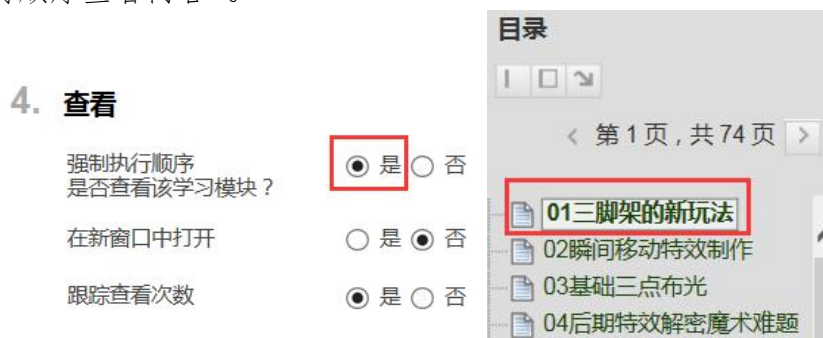 4. 查看
强制执行顺序
是否查看该学习模块？
是 否
在新窗口中打开
是 否
跟踪查看次数
是 否
目录
< 第1页,共74页 >
01三脚架的新玩法
02瞬间移动特效制作
03基础三点布光
04后期特效解密魔术难题